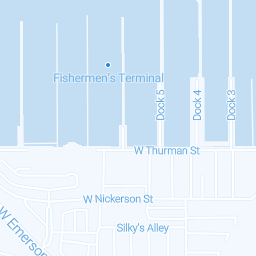 Fishermen's Terminal
Dock 5
Dock 4
Dock 3
W Thurman St
W Nickerson St
W Emerson
Silky's Alley